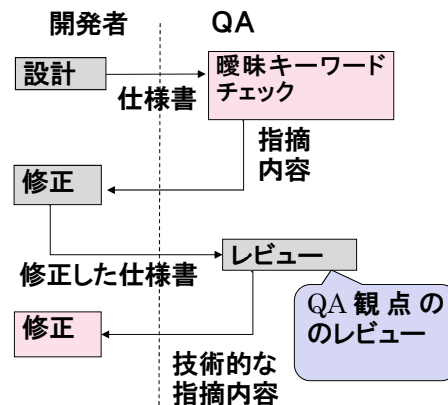 開発者 QA
設計
仕様書
曖昧キーワード
チェック
指摘
内容
修正
修正した仕様書
レビュー
QA 観 点 の
のレビュー
修正
技術的な
指摘内容